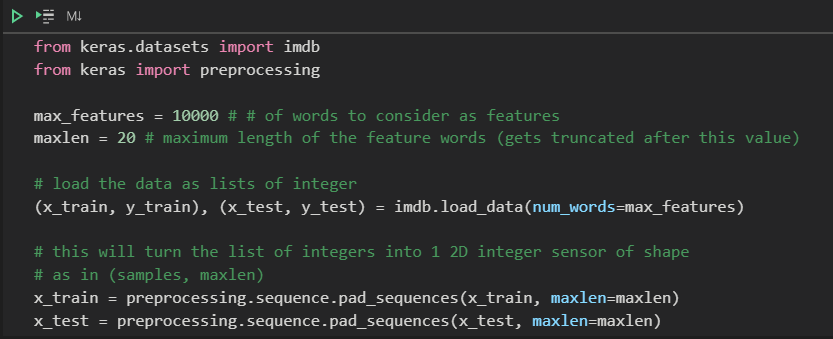 M↓
from keras.datasets import imdb
from keras import preprocessing
max_features = 10000 # # of words to consider as features
maxlen = 20 # maximum length of the feature words (gets truncated after this value)
# load the data as lists of integer
(x_train, y_train), (x_test, y_test) = imdb.load_data(num_words=max_features)
# this will turn the list of integers into 1 2D integer sensor of shape
# as in (samples, maxlen)
x_train = preprocessing.sequence.pad_sequences(x_train, maxlen=maxlen)
x_test = preprocessing.sequence.pad_sequences(x_test, maxlen=maxlen)